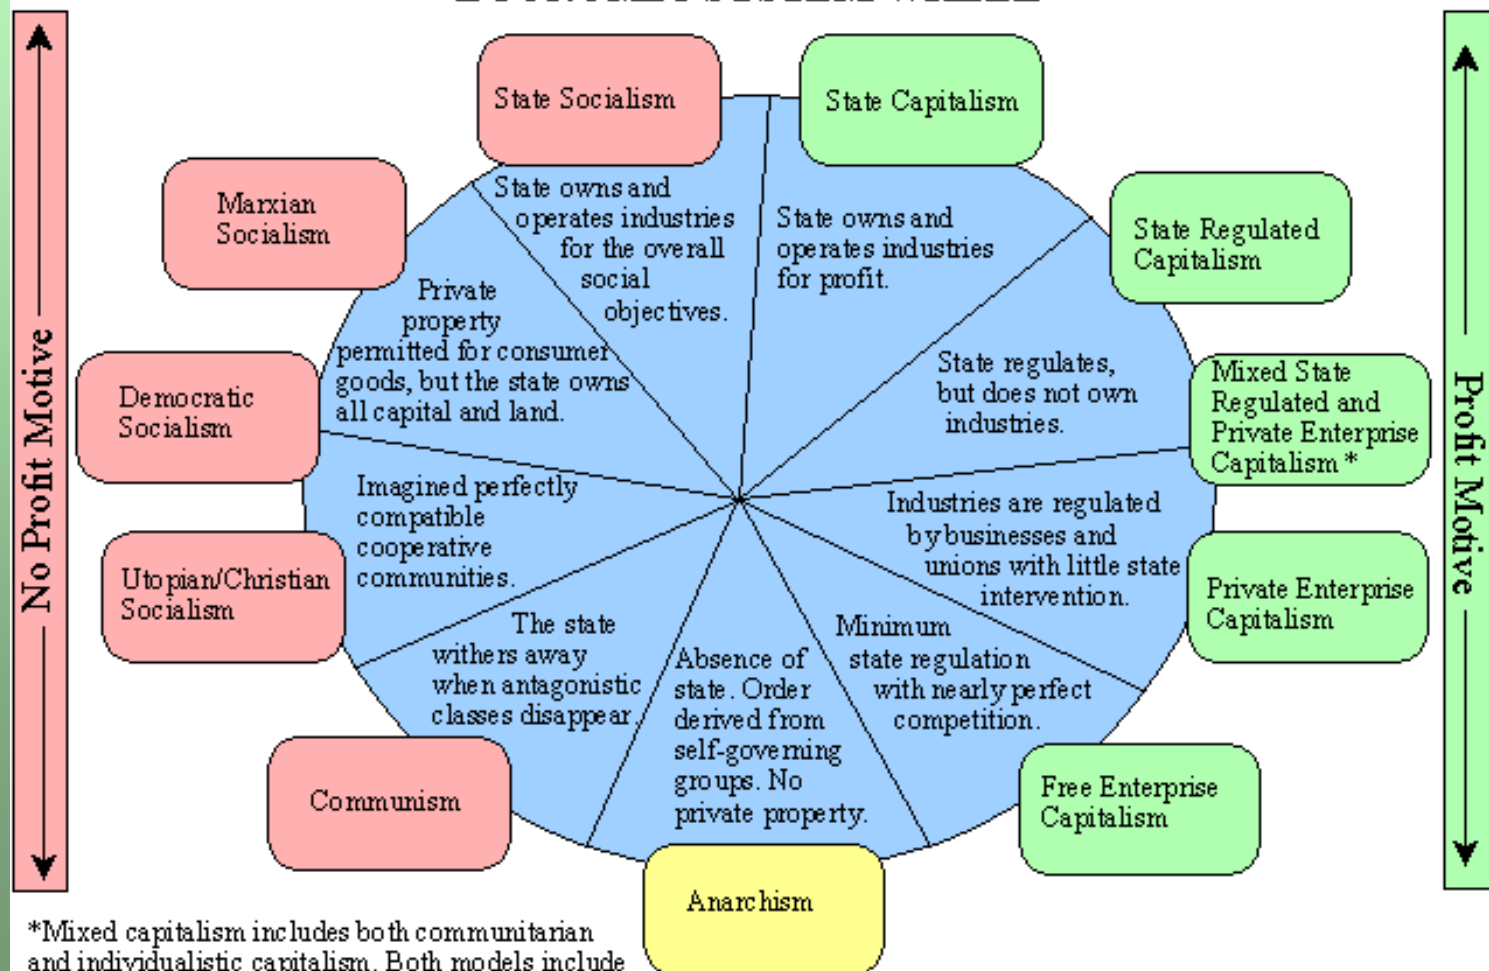 No Profit Motive
Profit Motive
State Socialism
State Capitalism
Marxian
Socialism
State Regulated
Capitalism
Democratic
Socialism
Mixed State
Regulated and
Private Enterprise
Capitalism *
Utopian/Christian
Socialism
Private Enterprise
Capitalism
Communism
Free Enterprise
Capitalism
Anarchism
State owns and
operates industries
for the overall
social
objectives.
State owns and
operates industries
for profit.
Private
property
permitted for consumer
goods, but the state owns
all capital and land.
State regulates,
but does not own
industries.
Imagined perfectly
compatible
cooperative
communities.
Industries are regulated
by businesses and
unions with little state
intervention.
The state
withers away
when antagonistic
classes disappear.
Absence of
state. Order
derived from
self-governing
groups. No
private property.
Minimum
state regulation
with nearly perfect
competition.
*Mixed capitalism includes both communitarian
and individualistic capitalism. Both models include